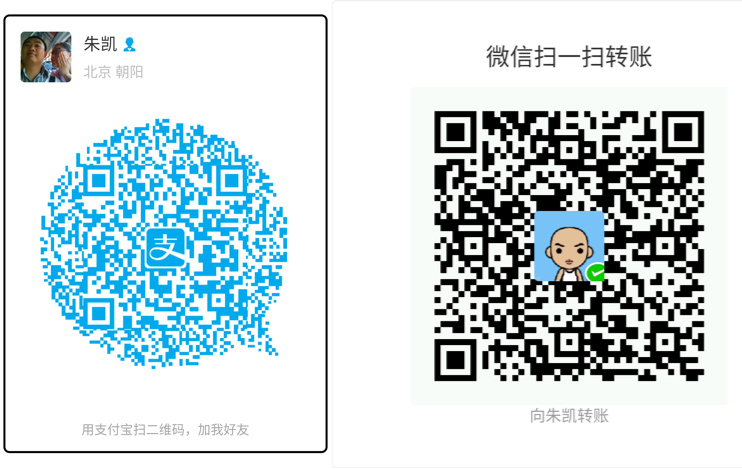 朱凯
北京 朝阳
支
用支付宝扫二维码，加我好友
微信扫一扫转账
向朱凯转账